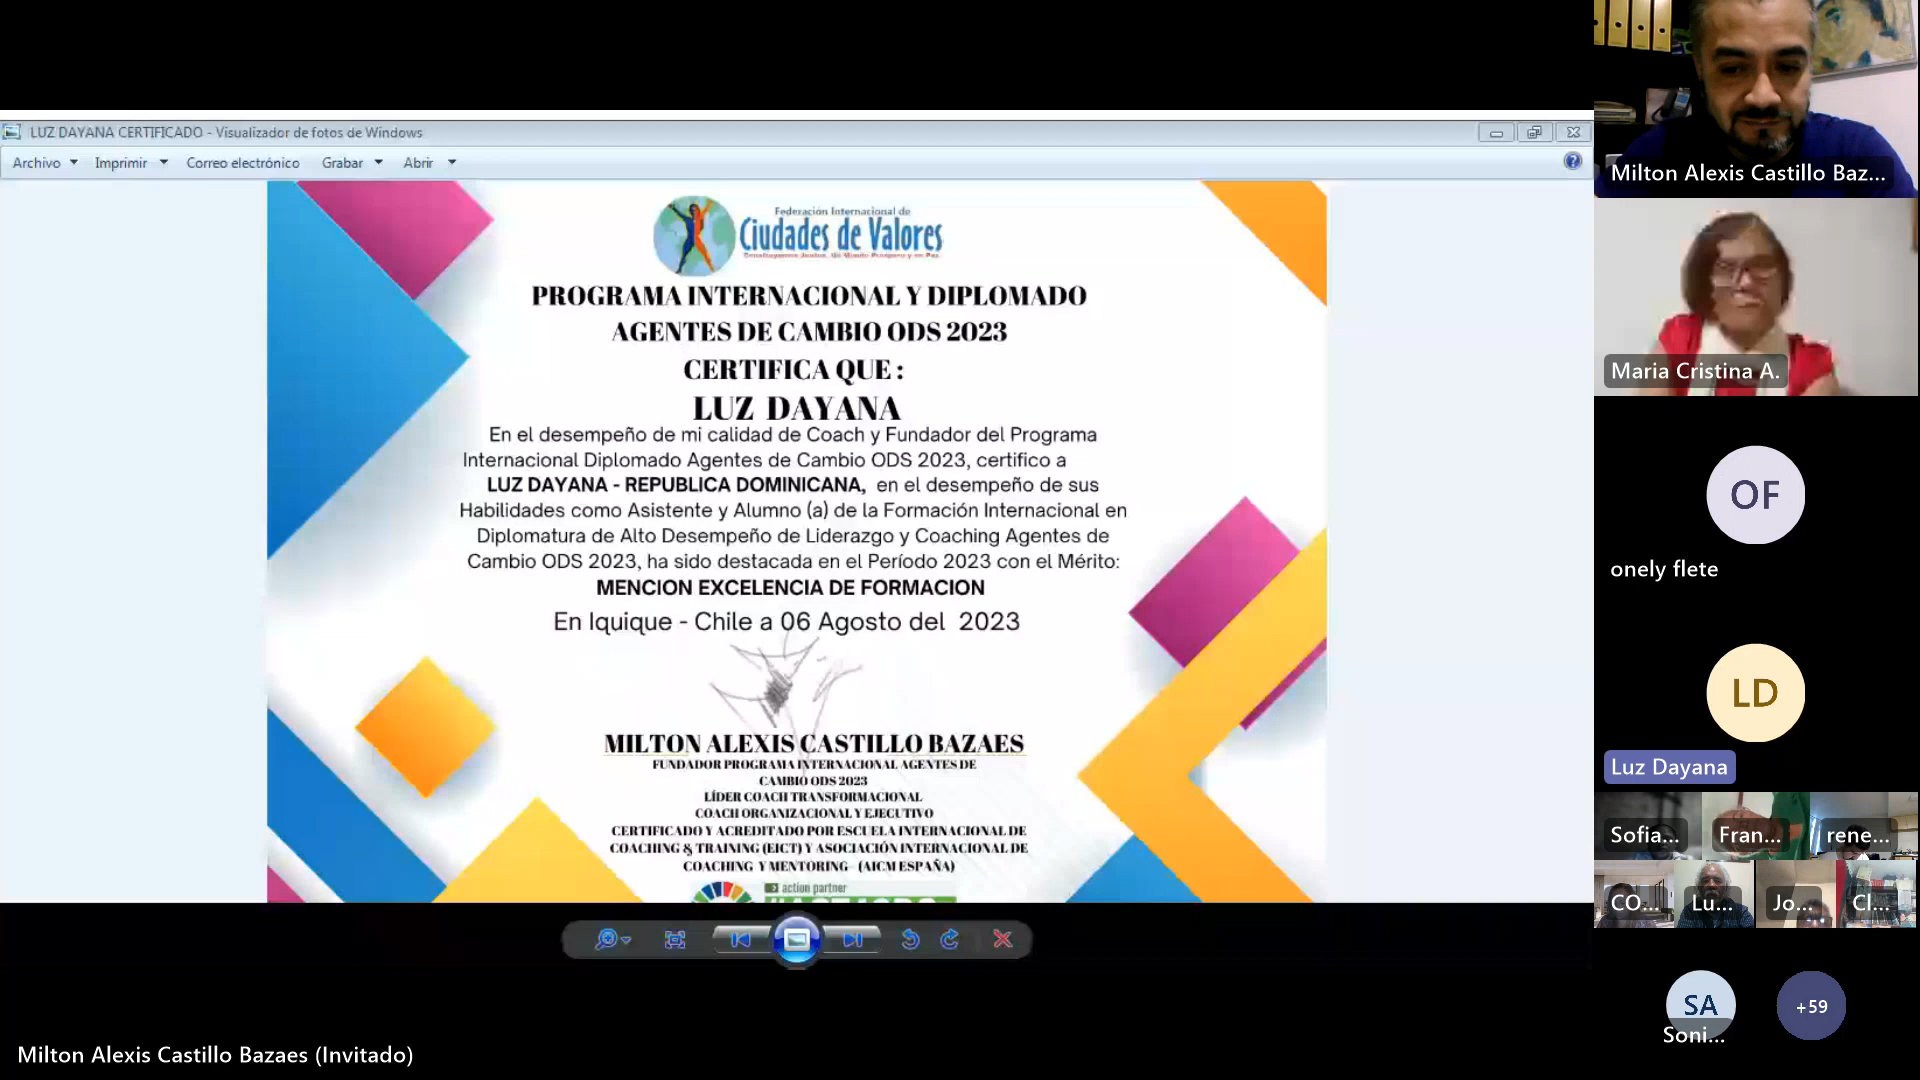 LUZ DAYANA CERTIFICADO - Visualizador de fotos de Windows
Archivo Imprimir Correo electrónico Grabar Abrir
Federación Internacional de
Ciudades de Valores
PROGRAMA INTERNACIONAL Y DIPLOMADO
AGENTES DE CAMBIO ODS 2023
CERTIFICA QUE :
LUZ DAYANA
En el desempeño de mi calidad de Coach y Fundador del Programa
Internacional Diplomado Agentes de Cambio ODS 2023, certifico a
LUZ DAYANA - REPUBLICA DOMINICANA, en el desempeño de sus
Habilidades como Asistente y Alumno (a) de la Formación Internacional en
Diplomatura de Alto Desempeño de Liderazgo y Coaching Agentes de
Cambio ODS 2023, ha sido destacada en el Período 2023 con el Mérito:
MENCION EXCELENCIA DE FORMACION
En Iquique - Chile a 06 Agosto del 2023
MILTON ALEXIS CASTILLO BAZAES
FUNDADOR PROGRAMA INTERNACIONAL AGENTES DE
CAMBIO ODS 2023
LÍDER COACH TRANSFORMACIONAL
COACH ORGANIZACIONAL Y EJECUTIVO
CERTIFICADO Y ACREDITADO POR ESCUELA INTERNACIONAL DE
COACHING & TRAINING (EICT) Y ASOCIACIÓN INTERNACIONAL DE
COACHING Y MENTORING - (AICM ESPAÑA)
action partner
Milton Alexis Castillo Bazaes (Invitado)
Milton Alexis Castillo Baz...
Maria Cristina A.
OF
onely flete
LD
Luz Dayana
Sofia... Fran... rene...
CO... Lu... Jo... Cl...
SA +59
Soni...